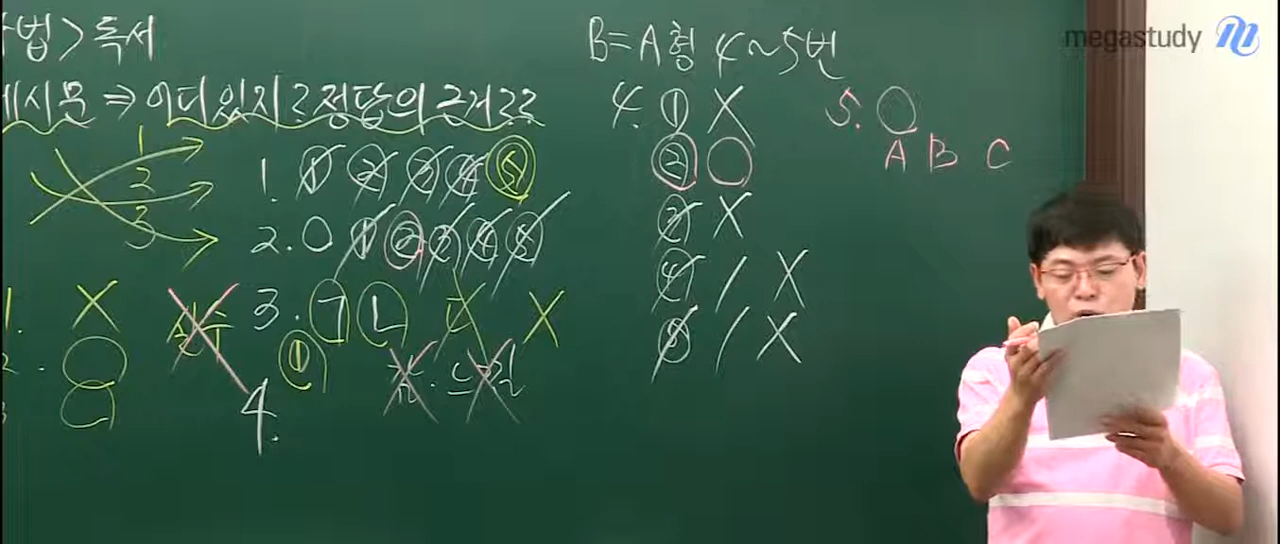 법 > 독서
제시문 ⇒ 어디 있지? 정답의 근거??
1
2
3
1. ① ② ③ ④ ⑤
2. ○ ① ② ③ ④ ⑤
3. ㄱ ㄴ ㄷ X
①
4.
1. X
2. ○
3 ○
B = A형 4~5번
4. ① X
② ○
③ X
④ / X
⑤ / X
5. ○
A B C
megastudy